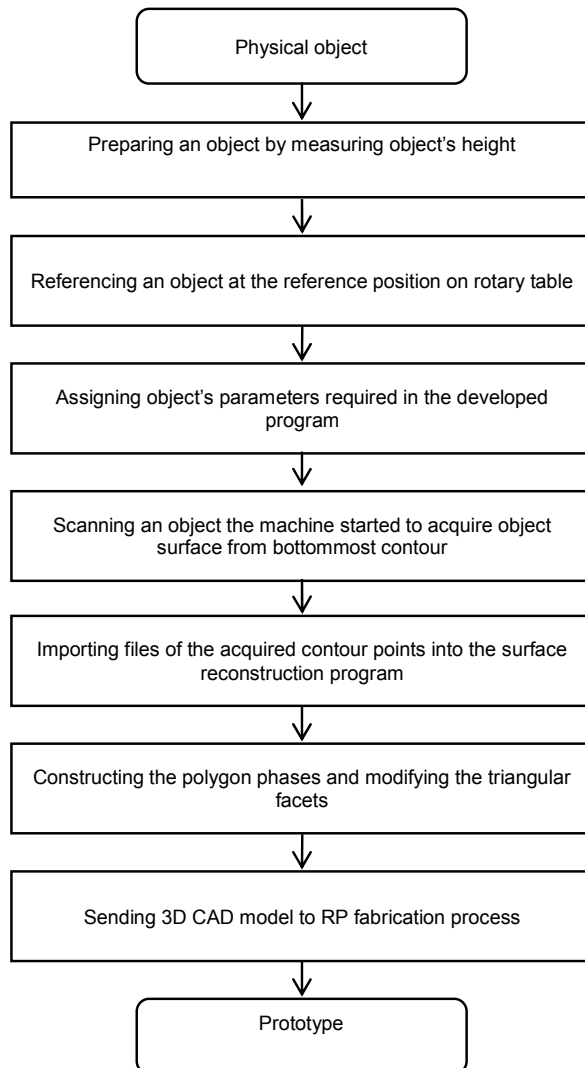 Physical object
Preparing an object by measuring object's height
Referencing an object at the reference position on rotary table
Assigning object's parameters required in the developed
program
Scanning an object the machine started to acquire object
surface from bottommost contour
Importing files of the acquired contour points into the surface
reconstruction program
Constructing the polygon phases and modifying the triangular
facets
Sending 3D CAD model to RP fabrication process
Prototype